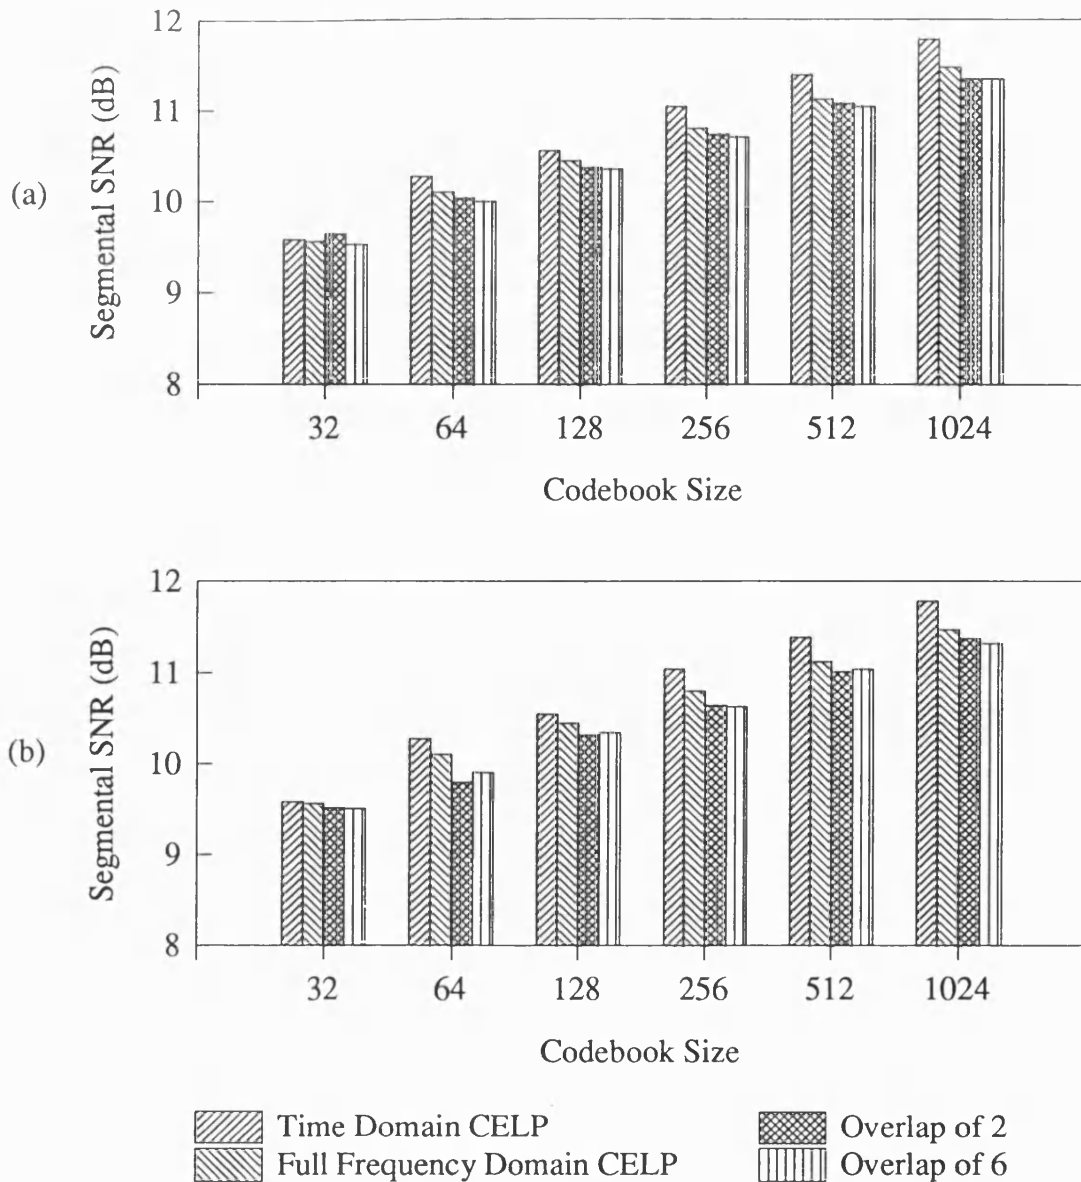 (a)
Segmental SNR (dB)
12
11
10
9
8
32 64 128 256 512 1024
Codebook Size
(b)
Segmental SNR (dB)
12
11
10
9
8
32 64 128 256 512 1024
Codebook Size
Time Domain CELP Overlap of 2
Full Frequency Domain CELP Overlap of 6